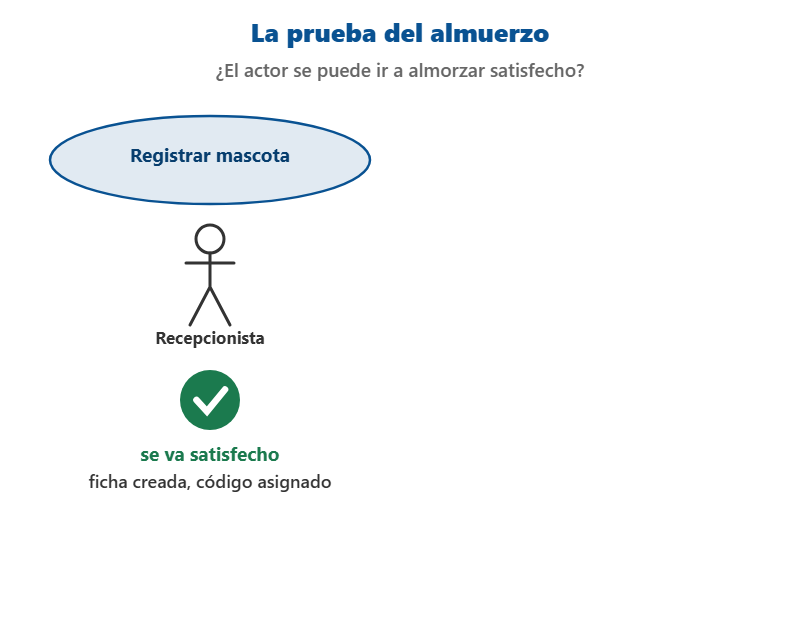 La prueba del almuerzo
¿El actor se puede ir a almorzar satisfecho?
Registrar mascota
Recepcionista
se va satisfecho
ficha creada, código asignado